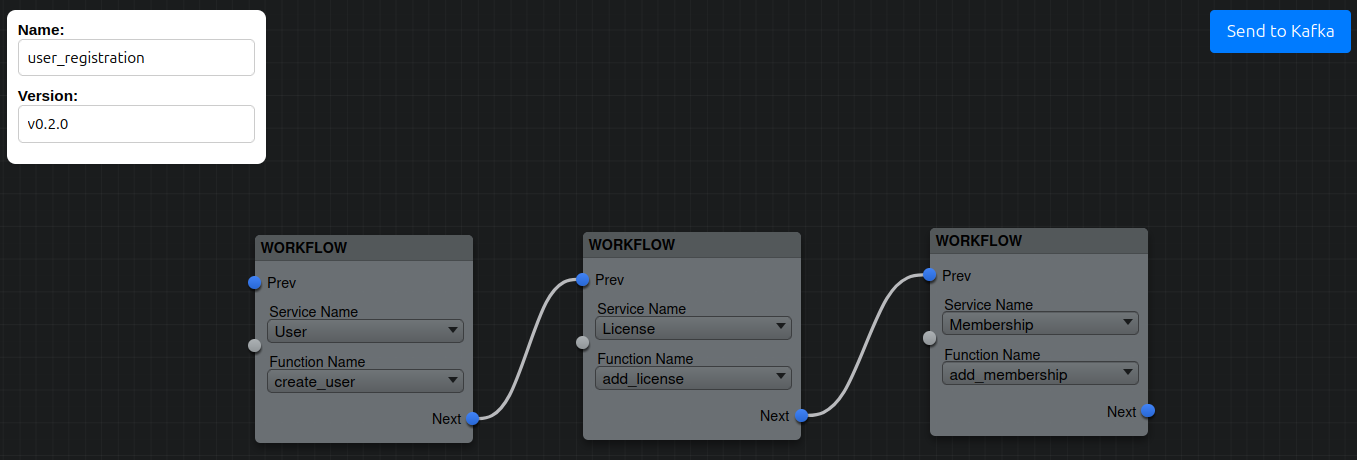 Name:
user_registration
Version:
v0.2.0
Send to Kafka
WORKFLOW
Prev
Service Name
User
Function Name
create_user
Next
WORKFLOW
Prev
Service Name
License
Function Name
add_license
Next
WORKFLOW
Prev
Service Name
Membership
Function Name
add_membership
Next